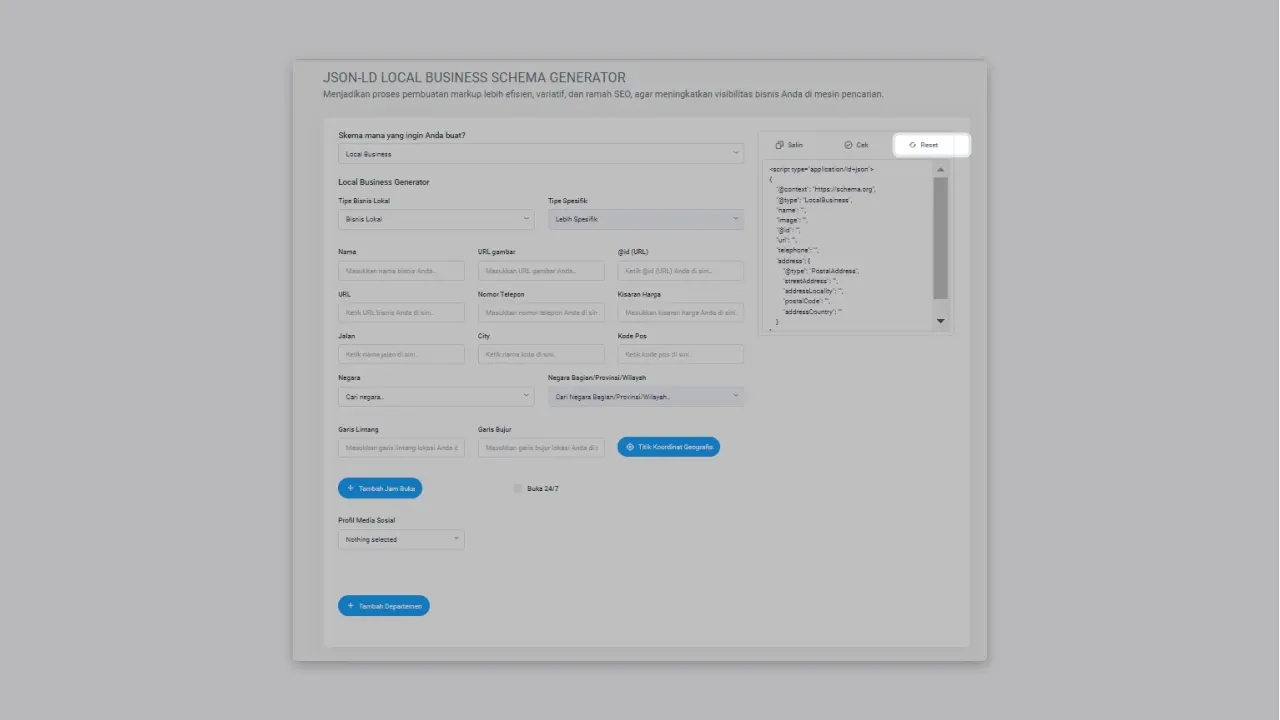 JSON-LD LOCAL BUSINESS SCHEMA GENERATOR
Menjadikan proses pembuatan markup lebih efisien, variatif, dan ramah SEO, agar meningkatkan visibilitas bisnis Anda di mesin pencarian.
Skema mana yang ingin Anda buat?
Local Business
Local Business Generator
Tipe Bisnis Lokal
Tipe Spesifik
Bisnis Lokal
Lebih Spesifik
Nama
URL gambar
@id (URL)
Masukkan nama bisnis Anda..
Masukkan URL gambar Anda..
Ketik @id (URL) Anda di sini..
URL
Nomor Telepon
Kisaran Harga
Ketik URL bisnis Anda di sini..
Masukkan nomor telepon Anda di sin
Masukkan kisaran harga Anda di sini..
Jalan
City
Kode Pos
Ketik nama jalan di sini..
Ketik nama kota di sini..
Ketik kode pos di sini..
Negara
Negara Bagian/Provinsi/Wilayah
Cari negara..
Cari Negara Bagian/Provinsi/Wilayah..
Garis Lintang
Garis Bujur
Masukkan garis lintang lokasi Anda d
Masukkan garis bujur lokasi Anda di s
Titik Koordinat Geografis
+ Tambah Jam Buka
Buka 24/7
Profil Media Sosial
Nothing selected
+ Tambah Departemen
Salin
Cek
Reset
<script type="application/ld+json">
{
"@context": "https://schema.org",
"@type": "LocalBusiness",
"name": "",
"image": "",
"@id": "",
"url": "",
"telephone": "",
"address": {
"@type": "PostalAddress",
"streetAddress": "",
"addressLocality": "",
"postalCode": "",
"addressCountry": ""
}